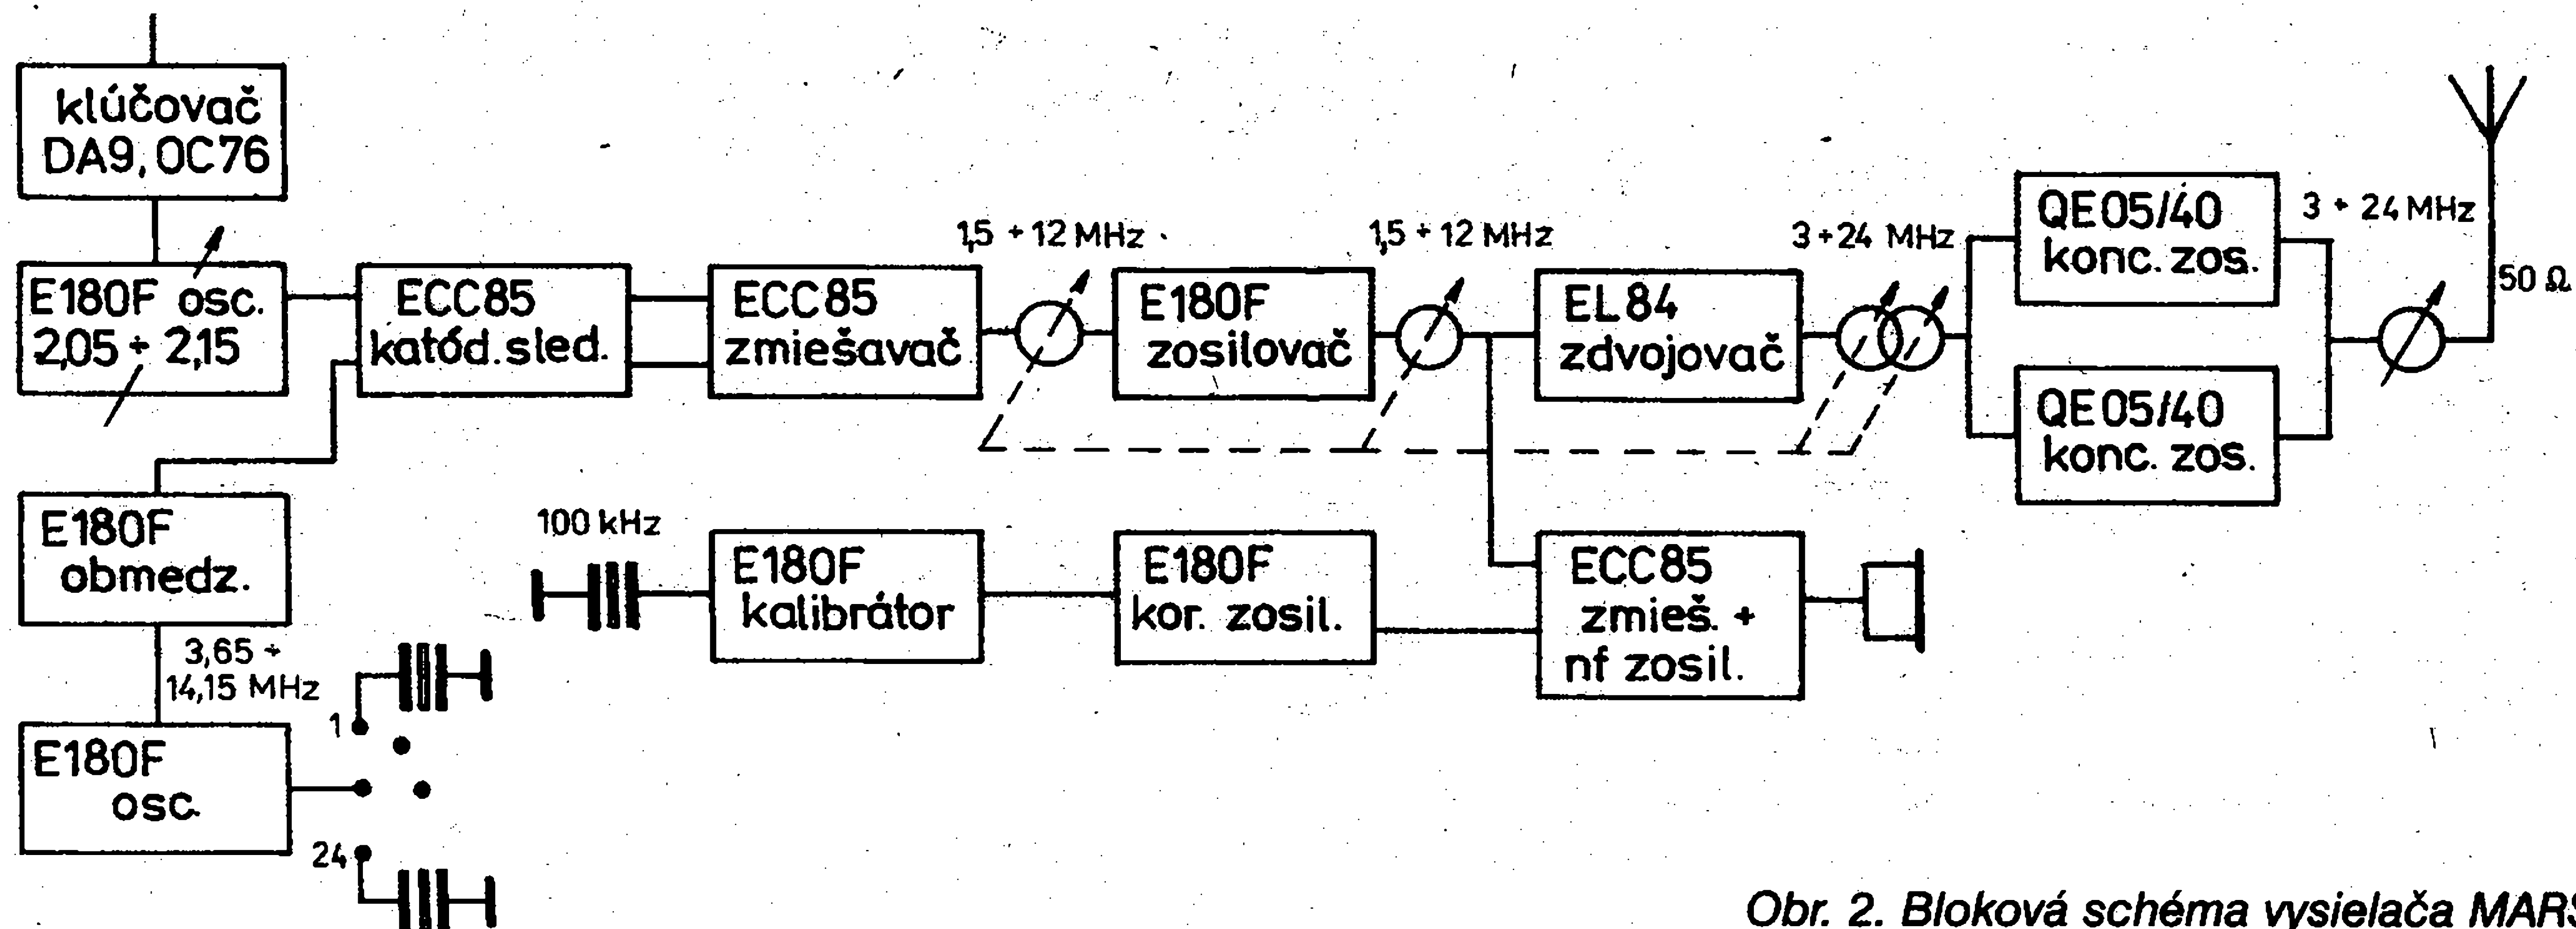 klúčovač
DA9, OC76
E180F osc.
2,05 ÷ 2,15
ECC85
katód. sled.
ECC85
zmiešavač
1,5 ÷ 12 MHz
E180F
zosilovač
1,5 ÷ 12 MHz
EL84
zdvojovač
3 ÷ 24 MHz
QE05/40
konc. zos.
QE05/40
konc. zos.
3 ÷ 24 MHz
50 Ω
E180F
obmedz.
3,65 ÷
14,15 MHz
E180F
osc.
1
24
100 kHz
E180F
kalibrátor
E180F
kor. zosil.
ECC85
zmieš. +
nf zosil.
Obr. 2. Bloková schéma vysielača MARS